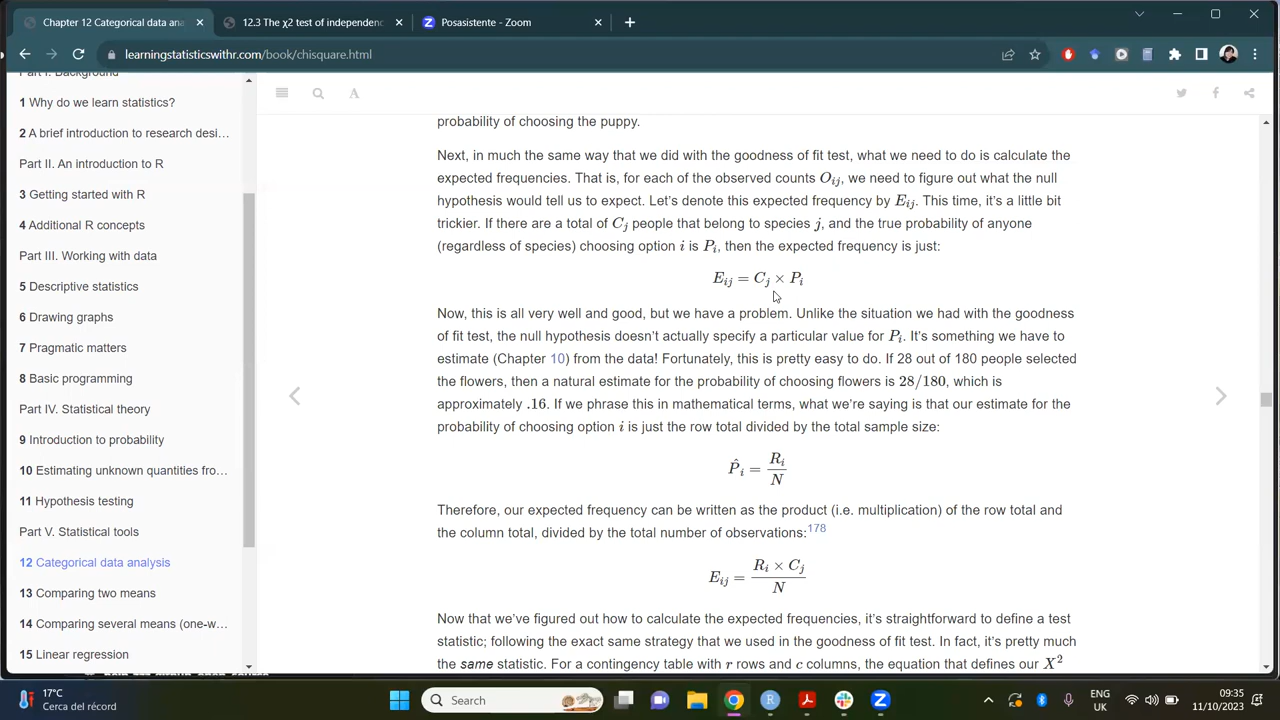 Chapter 12 Categorical data ana
12.3 The χ2 test of independenc
Posasistente - Zoom
learningstatisticswithr.com/book/chisquare.html
Part I. Background
1 Why do we learn statistics?
2 A brief introduction to research desi…
Part II. An introduction to R
3 Getting started with R
4 Additional R concepts
Part III. Working with data
5 Descriptive statistics
6 Drawing graphs
7 Pragmatic matters
8 Basic programming
Part IV. Statistical theory
9 Introduction to probability
10 Estimating unknown quantities fro…
11 Hypothesis testing
Part V. Statistical tools
12 Categorical data analysis
13 Comparing two means
14 Comparing several means (one-w…
15 Linear regression
A
probability of choosing the puppy.
Next, in much the same way that we did with the goodness of fit test, what we need to do is calculate the
expected frequencies. That is, for each of the observed counts Oij, we need to figure out what the null
hypothesis would tell us to expect. Let's denote this expected frequency by Eij. This time, it's a little bit
trickier. If there are a total of Cj people that belong to species j, and the true probability of anyone
(regardless of species) choosing option i is Pi, then the expected frequency is just:
Eij = Cj × Pi
Now, this is all very well and good, but we have a problem. Unlike the situation we had with the goodness
of fit test, the null hypothesis doesn't actually specify a particular value for Pi. It's something we have to
estimate (Chapter 10) from the data! Fortunately, this is pretty easy to do. If 28 out of 180 people selected
the flowers, then a natural estimate for the probability of choosing flowers is 28/180, which is
approximately .16. If we phrase this in mathematical terms, what we're saying is that our estimate for the
probability of choosing option i is just the row total divided by the total sample size:
P̂i = Ri / N
Therefore, our expected frequency can be written as the product (i.e. multiplication) of the row total and
the column total, divided by the total number of observations:178
Eij = Ri × Cj / N
Now that we've figured out how to calculate the expected frequencies, it's straightforward to define a test
statistic; following the exact same strategy that we used in the goodness of fit test. In fact, it's pretty much
the same statistic. For a contingency table with r rows and c columns, the equation that defines our X2
17°C
Cerca del récord
Search
ENG
UK
09:35
11/10/2023